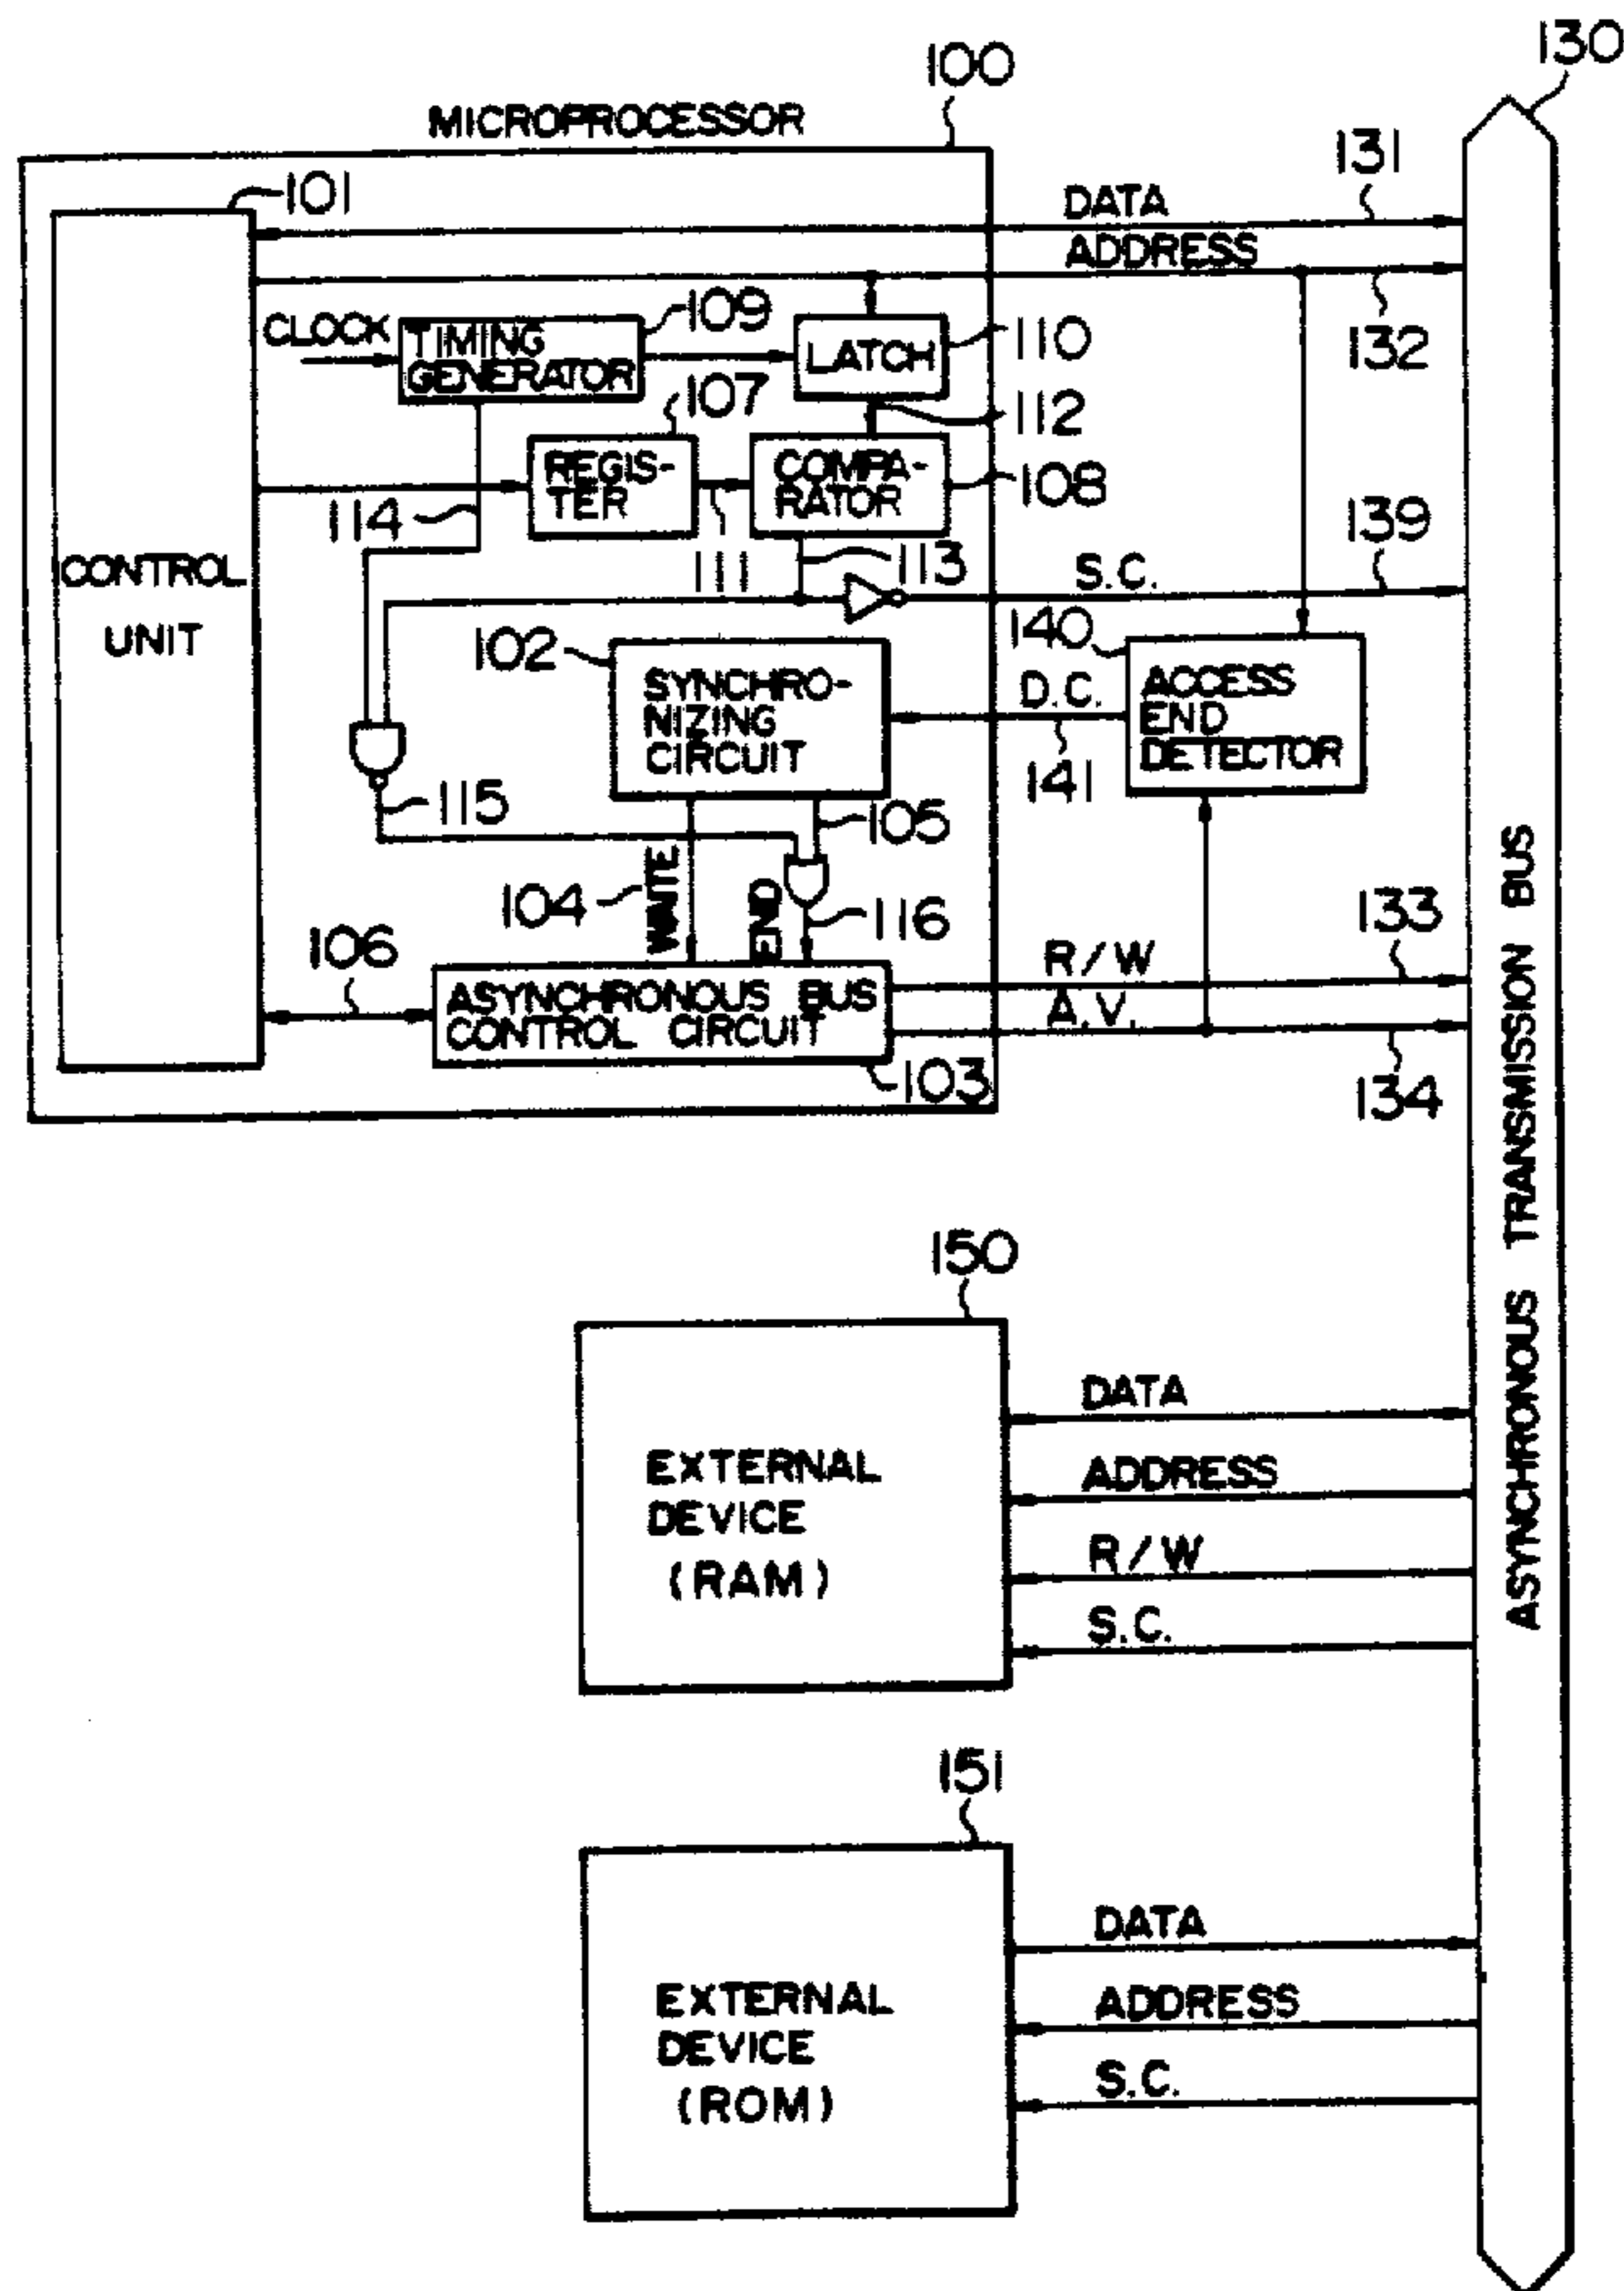 130
100
MICROPROCESSOR
131
101
DATA
ADDRESS
109
CLOCK
TIMING
GENERATOR
LATCH
110
132
107
112
REGIS-
TER
COMPA-
RATOR
108
114
139
111
113
S.C.
CONTROL
UNIT
140
102
SYNCHRO-
NIZING
CIRCUIT
D.C.
ACCESS
END
DETECTOR
141
115
105
WAITE
END
104
116
133
106
R/W
ASYNCHRONOUS BUS
CONTROL CIRCUIT
A.V.
103
134
ASYNCHRONOUS TRANSMISSION BUS
150
DATA
EXTERNAL
DEVICE
(RAM)
ADDRESS
R/W
S.C.
151
DATA
EXTERNAL
DEVICE
(ROM)
ADDRESS
S.C.